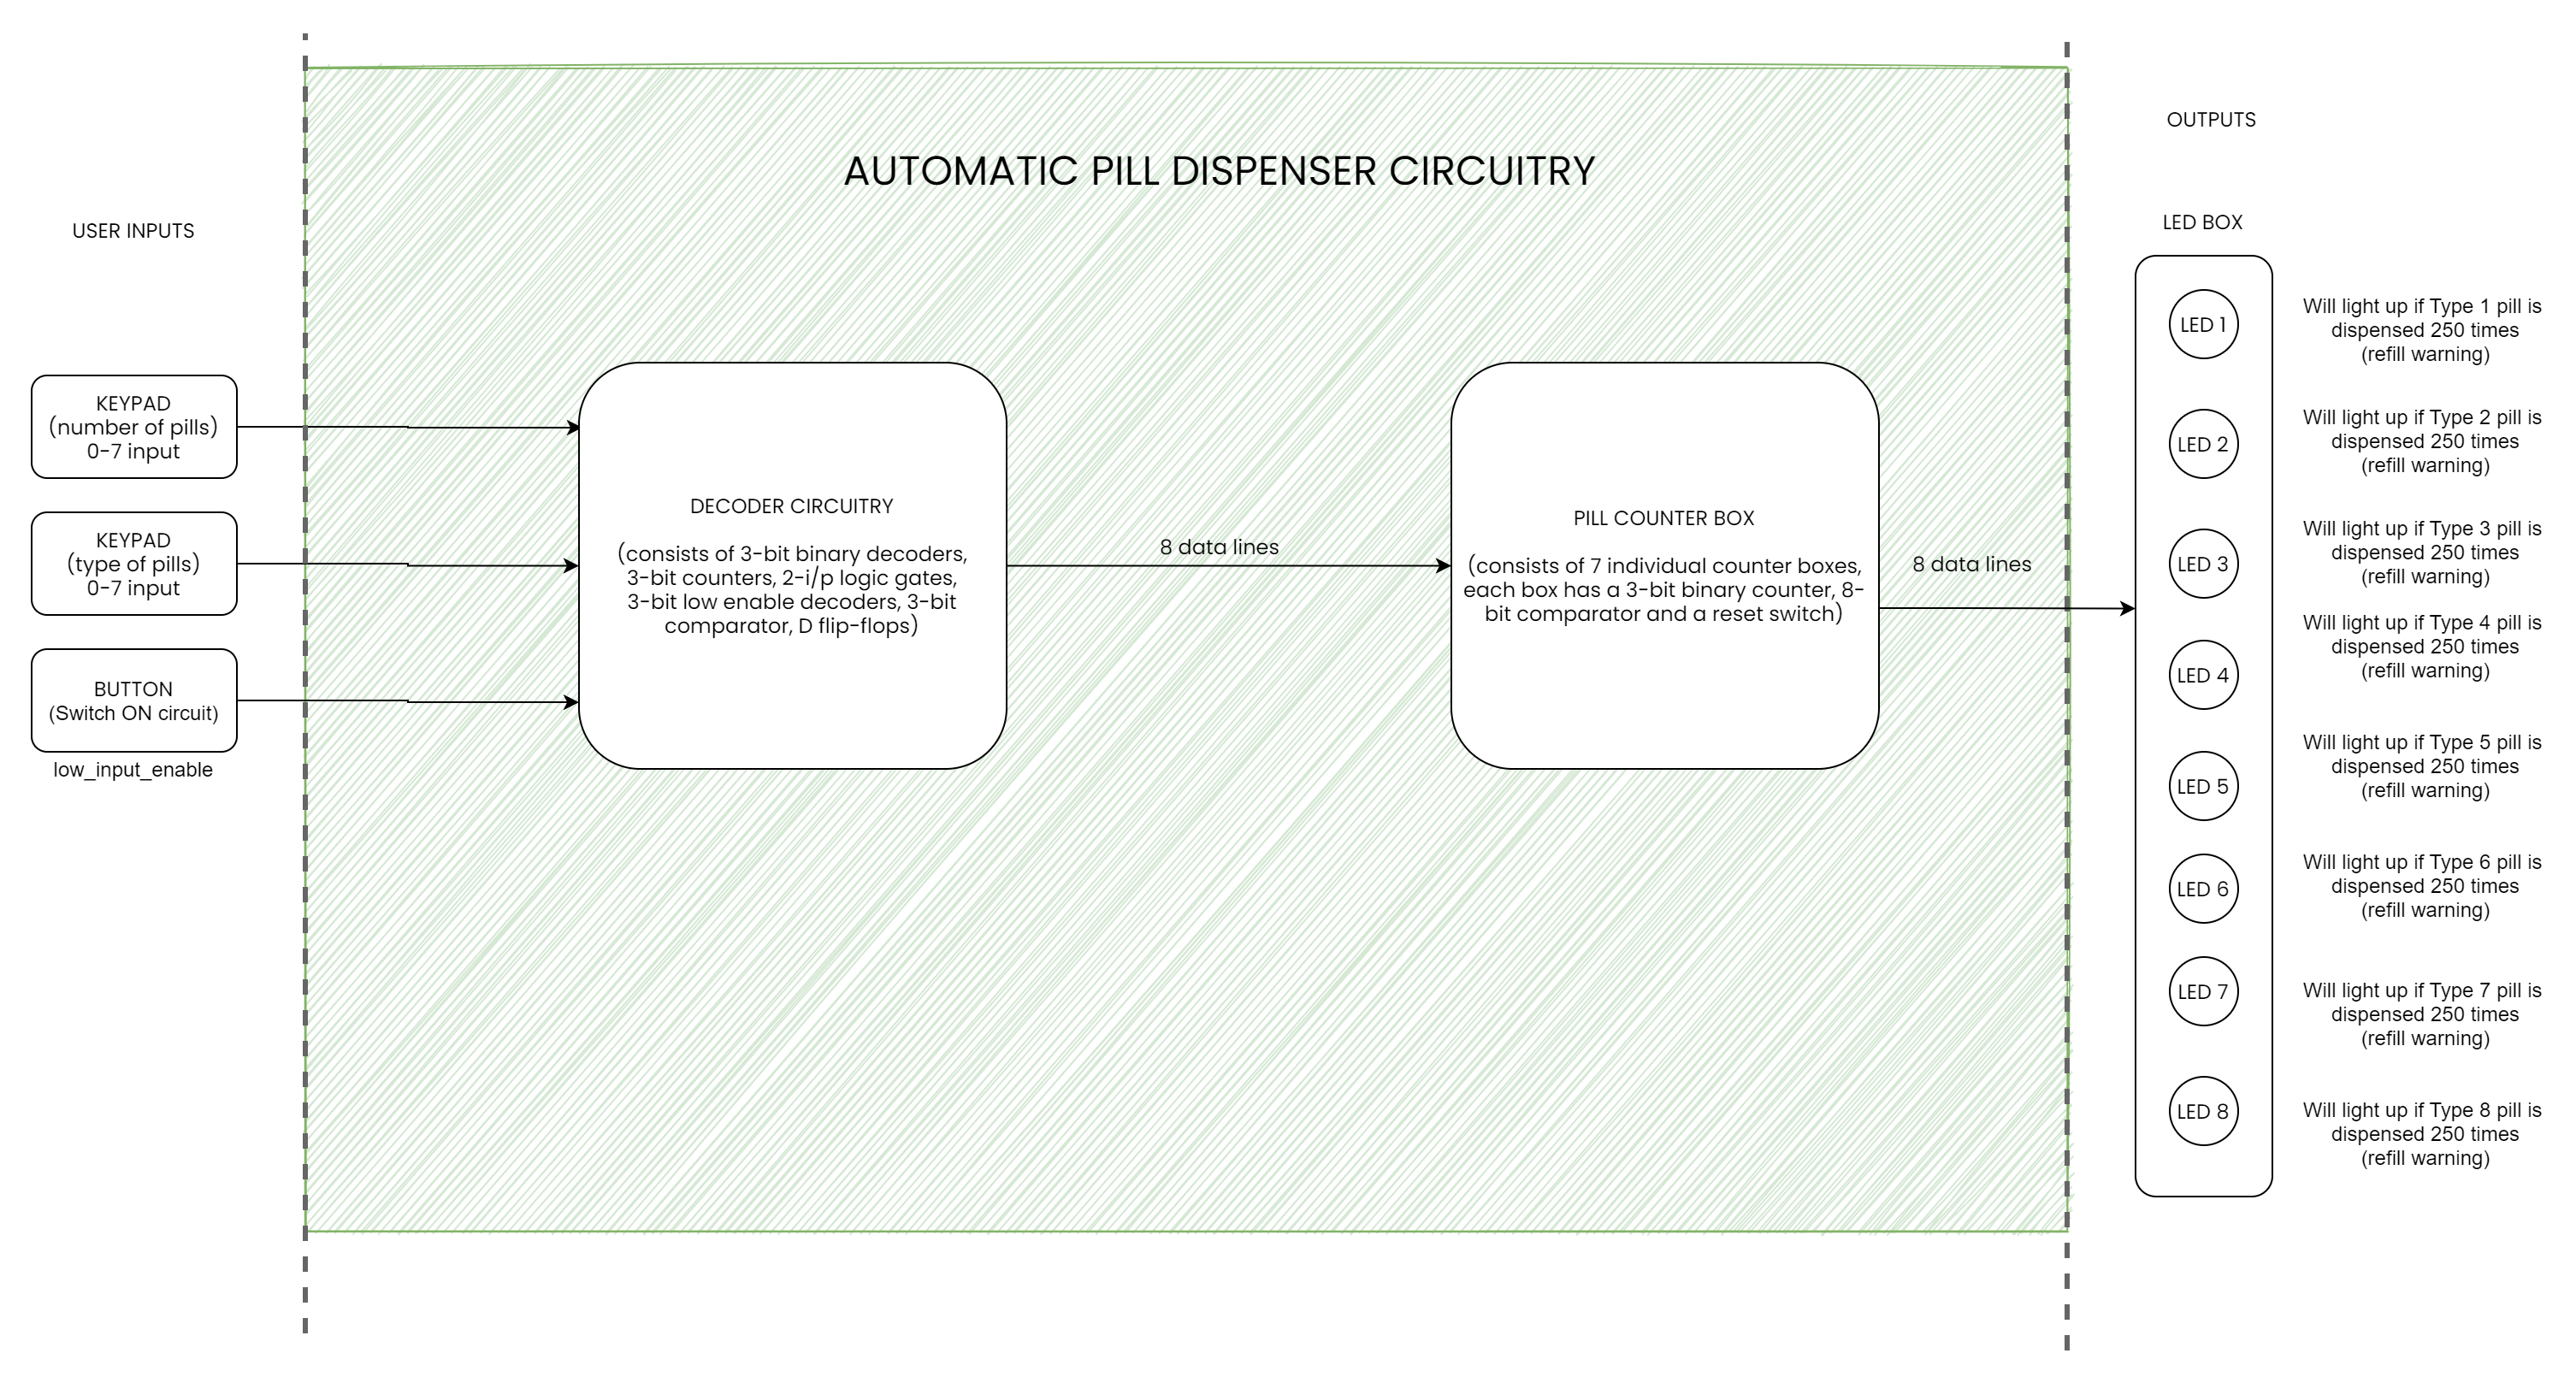 AUTOMATIC PILL DISPENSER CIRCUITRY
USER INPUTS
KEYPAD
(number of pills)
0-7 input
KEYPAD
(type of pills)
0-7 input
BUTTON
(Switch ON circuit)
low_input_enable
DECODER CIRCUITRY
(consists of 3-bit binary decoders,
3-bit counters, 2-i/p logic gates,
3-bit low enable decoders, 3-bit
comparator, D flip-flops)
8 data lines
PILL COUNTER BOX
(consists of 7 individual counter boxes,
each box has a 3-bit binary counter, 8-
bit comparator and a reset switch)
8 data lines
OUTPUTS
LED BOX
LED 1
Will light up if Type 1 pill is
dispensed 250 times
(refill warning)
LED 2
Will light up if Type 2 pill is
dispensed 250 times
(refill warning)
LED 3
Will light up if Type 3 pill is
dispensed 250 times
(refill warning)
LED 4
Will light up if Type 4 pill is
dispensed 250 times
(refill warning)
LED 5
Will light up if Type 5 pill is
dispensed 250 times
(refill warning)
LED 6
Will light up if Type 6 pill is
dispensed 250 times
(refill warning)
LED 7
Will light up if Type 7 pill is
dispensed 250 times
(refill warning)
LED 8
Will light up if Type 8 pill is
dispensed 250 times
(refill warning)